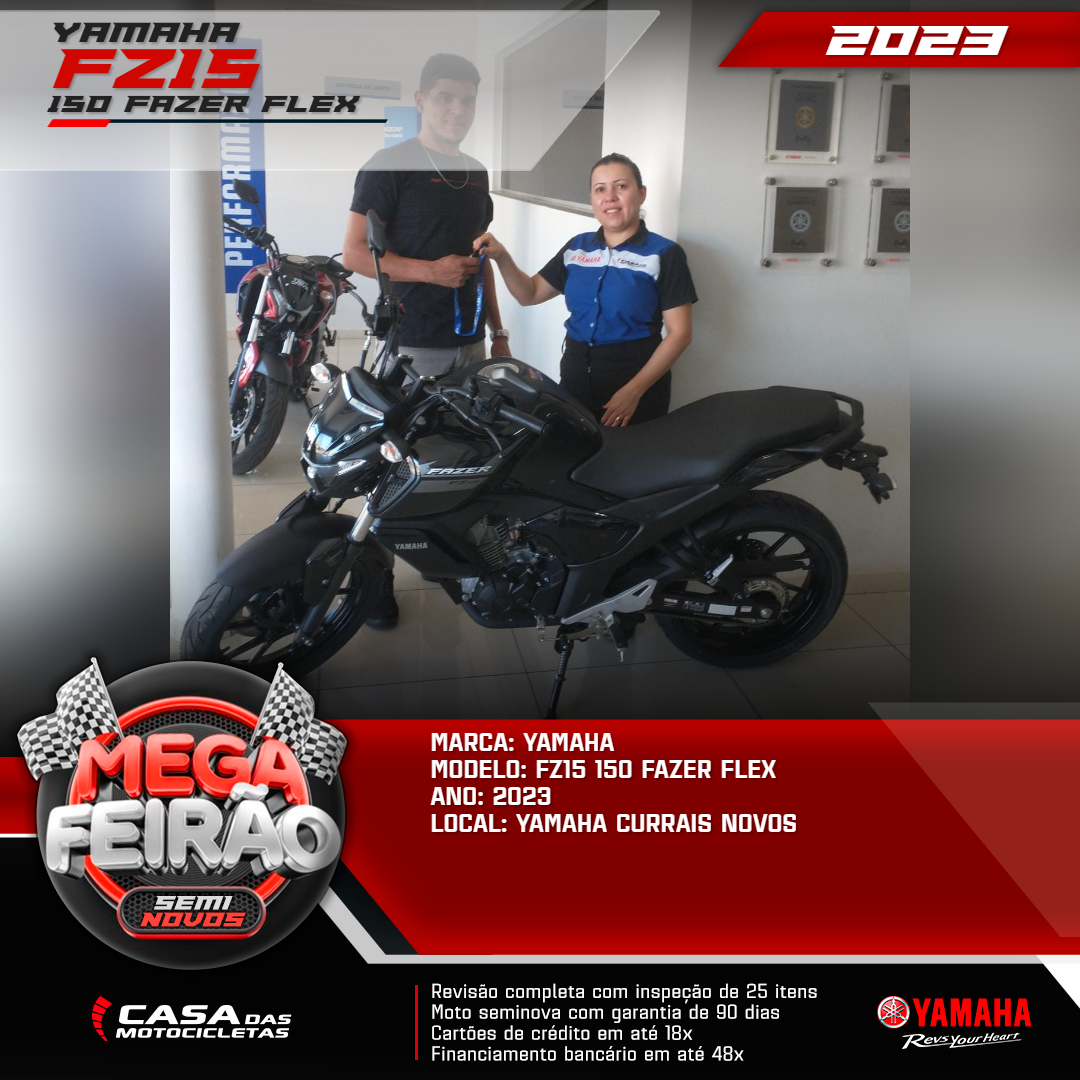 YAMAHA
FZ15
150 FAZER FLEX
2023
PERFORMA
YAMAHA
FAZER
YAMAHA
MEGA
FEIRÃO
SEMI
NOVOS
MARCA: YAMAHA
MODELO: FZ15 150 FAZER FLEX
ANO: 2023
LOCAL: YAMAHA CURRAIS NOVOS
CASA DAS
MOTOCICLETAS
Revisão completa com inspeção de 25 itens
Moto seminova com garantia de 90 dias
Cartões de crédito em até 18x
Financiamento bancário em até 48x
YAMAHA
Revs Your Heart